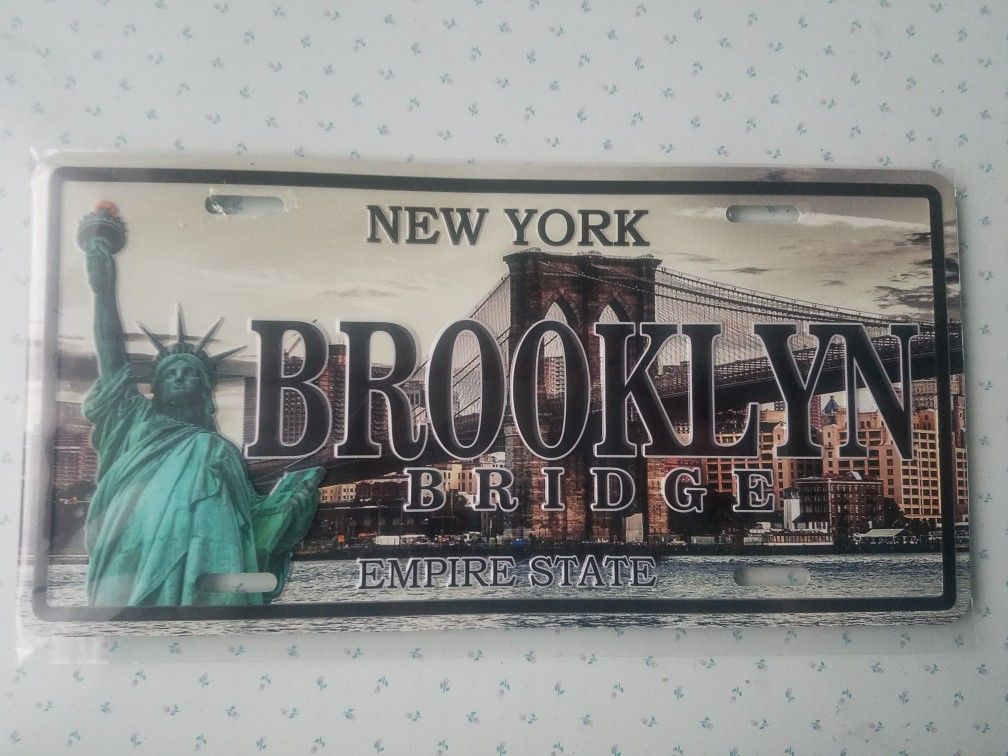 NEW YORK
BROOKLYN
BRIDGE
EMPIRE STATE